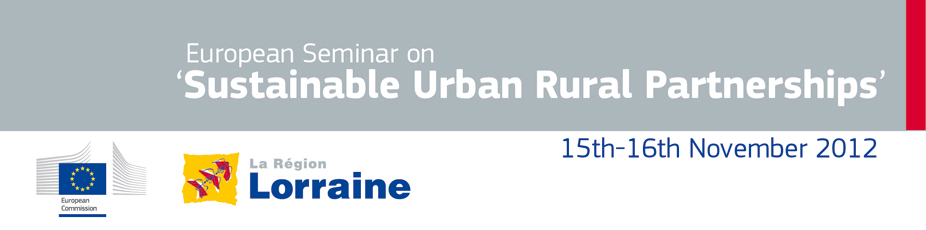 European Seminar on
‘Sustainable Urban Rural Partnerships’
15th-16th November 2012
European
Commission
La Région
Lorraine